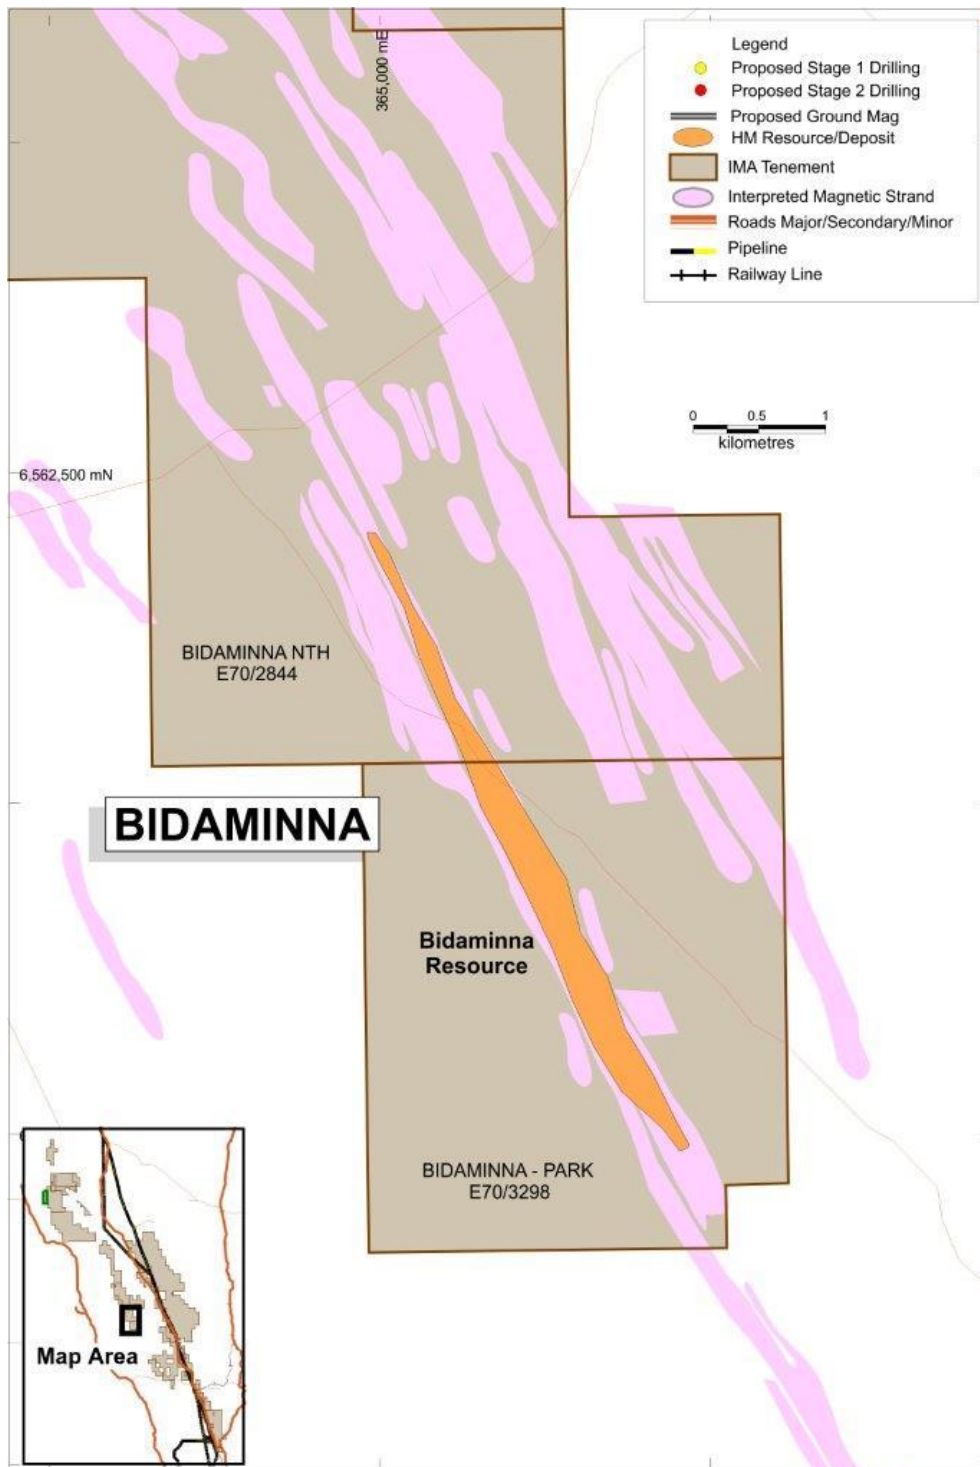 365,000 mE
Legend
Proposed Stage 1 Drilling
Proposed Stage 2 Drilling
Proposed Ground Mag
HM Resource/Deposit
IMA Tenement
Interpreted Magnetic Strand
Roads Major/Secondary/Minor
Pipeline
Railway Line
0 0.5 1
kilometres
6,562,500 mN
BIDAMINNA NTH
E70/2844
BIDAMINNA
Bidaminna
Resource
BIDAMINNA - PARK
E70/3298
Map Area